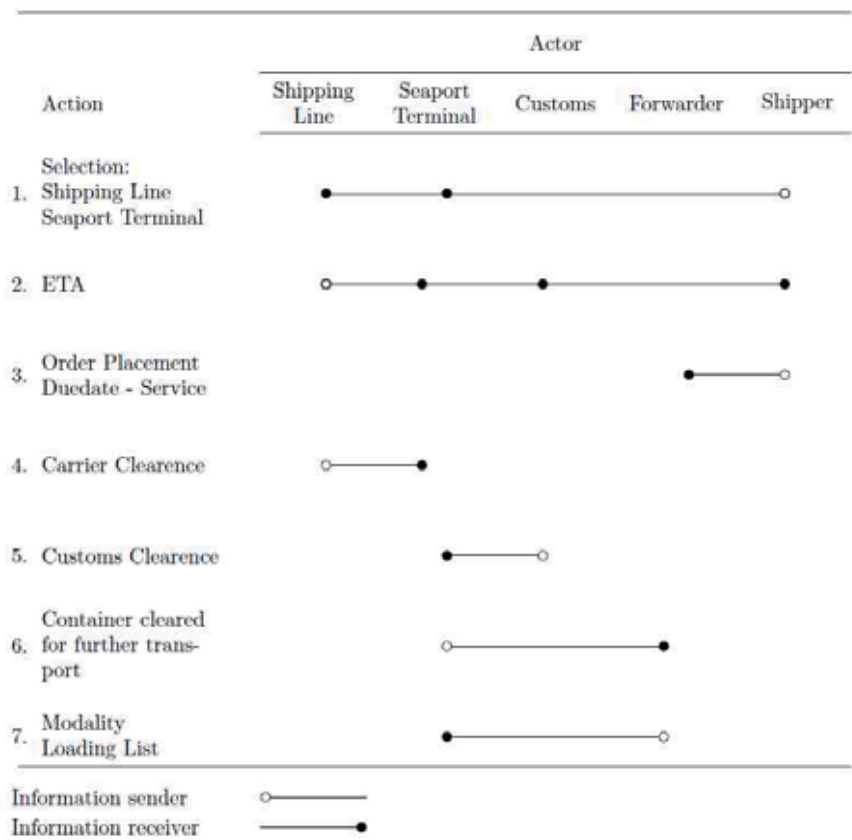 Actor
Action
Shipping
Line
Seaport
Terminal
Customs
Forwarder
Shipper
Selection:
1. Shipping Line
Seaport Terminal
2. ETA
3. Order Placement
Duedate - Service
4. Carrier Clearence
5. Customs Clearence
Container cleared
6. for further trans-
port
7. Modality
Loading List
Information sender
Information receiver